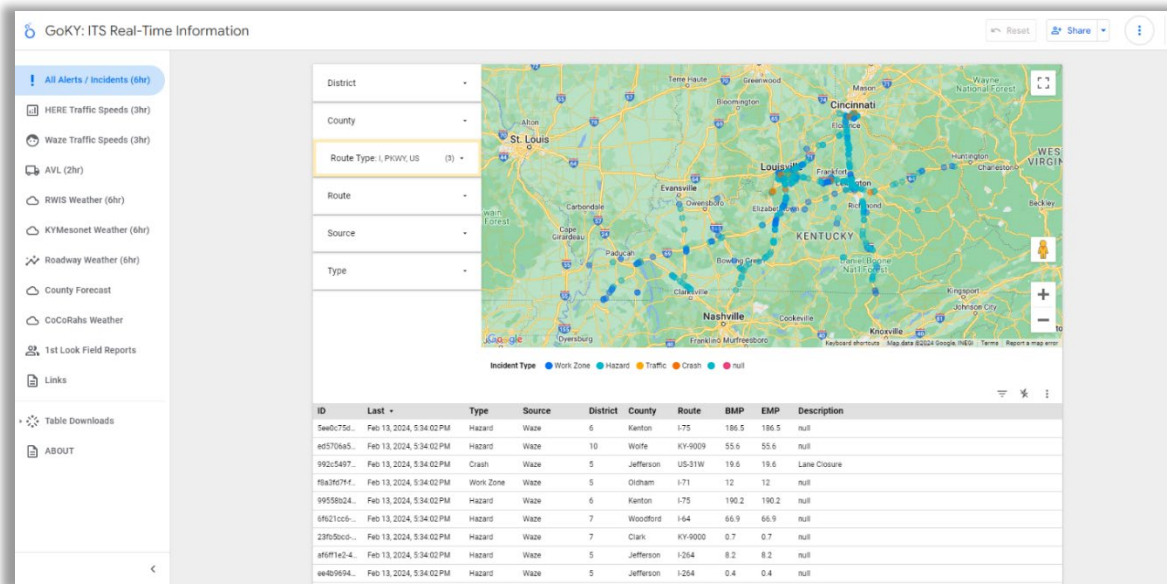 GoKY: ITS Real-Time Information
Reset
Share
All Alerts / Incidents (6hr)
HERE Traffic Speeds (3hr)
Waze Traffic Speeds (3hr)
AVL (2hr)
RWIS Weather (6hr)
KYMesonet Weather (6hr)
Roadway Weather (6hr)
County Forecast
CoCoRahs Weather
1st Look Field Reports
Links
Table Downloads
ABOUT
District
County
Route Type: I, PKWY, US (3)
Route
Source
Type
Terre Haute
Greenwood
Bloomington
Mason
Cincinnati
Florence
Wayne
National Forest
Alton
St. Louis
Louisville
Frankfort
Lexington
Huntington
Charleston
WES
VIRGIN
Evansville
Owensboro
Elizabethtown
Richmond
Beckley
Carbondale
Cape
Girardeau
Forest
KENTUCKY
Paducah
Bowling Green
Daniel Boone
Nat'l Forest
Clarksville
Kingsport
Johnson City
Nashville
Cookeville
Knoxville
Dyersburg
Franklin
Murfreesboro
Google
Keyboard shortcuts Map data ©2024 Google, INEGI Terms Report a map error
Incident Type Work Zone Hazard Traffic Crash null
ID Last Type Source District County Route BMP EMP Description
5ee0c75d... Feb 13, 2024, 5:34:02 PM Hazard Waze 6 Kenton I-75 186.5 186.5 null
ed5706a5... Feb 13, 2024, 5:34:02 PM Hazard Waze 10 Wolfe KY-9009 55.6 55.6 null
992c5497... Feb 13, 2024, 5:34:02 PM Crash Waze 5 Jefferson US-31W 19.6 19.6 Lane Closure
f8a3fd7f-f... Feb 13, 2024, 5:34:02 PM Work Zone Waze 5 Oldham I-71 12 12 null
99558b24... Feb 13, 2024, 5:34:02 PM Hazard Waze 6 Kenton I-75 190.2 190.2 null
6f621cc6-... Feb 13, 2024, 5:34:02 PM Hazard Waze 7 Woodford I-64 66.9 66.9 null
23fb5bcd-... Feb 13, 2024, 5:34:02 PM Hazard Waze 7 Clark KY-9000 0.7 0.7 null
af6ff1e2-4... Feb 13, 2024, 5:34:02 PM Hazard Waze 5 Jefferson I-264 8.2 8.2 null
ee4b9694... Feb 13, 2024, 5:34:02 PM Hazard Waze 5 Jefferson I-264 0.4 0.4 null